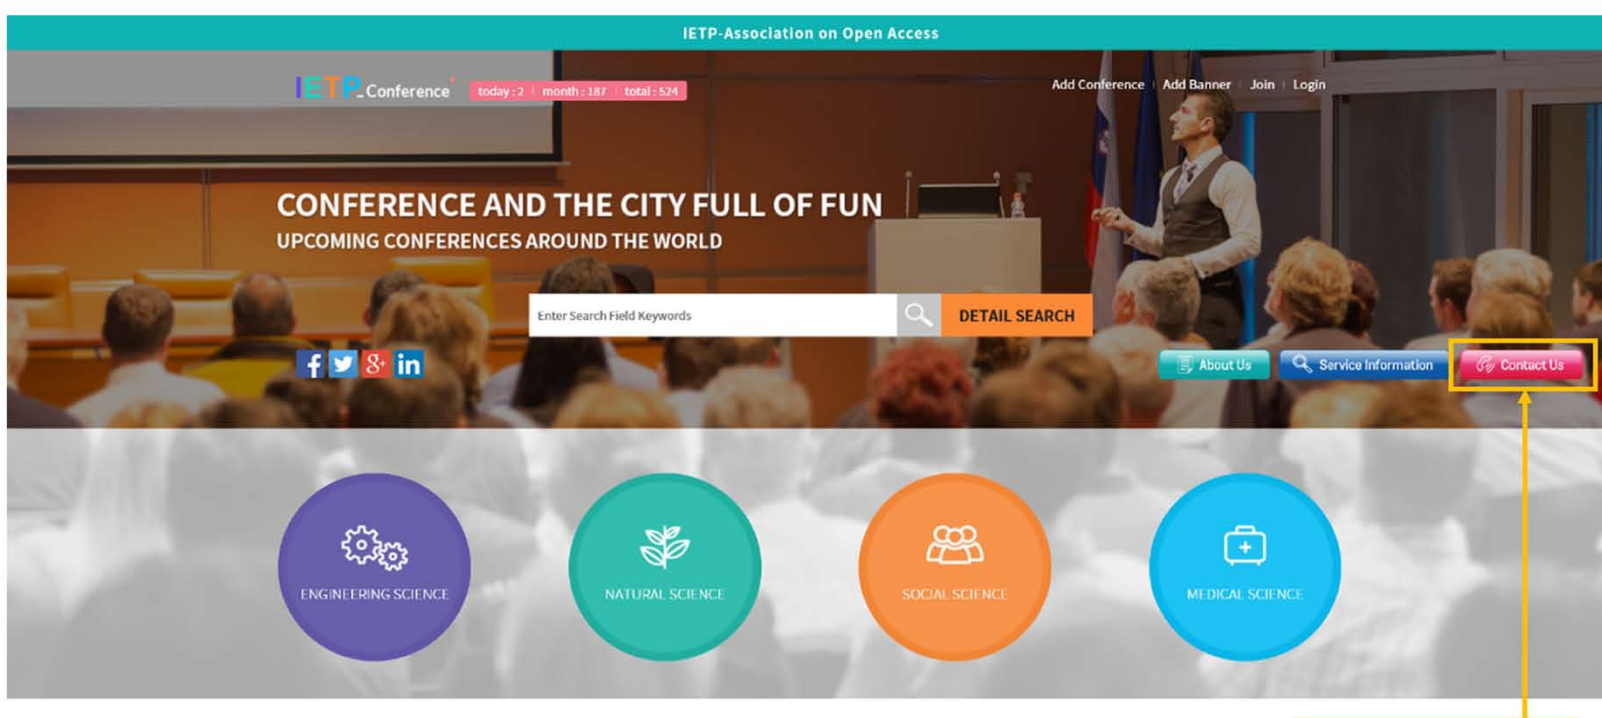 IETP-Association on Open Access
IETP_Conference
today : 2 month : 187 total : 524
Add Conference Add Banner Join Login
CONFERENCE AND THE CITY FULL OF FUN
UPCOMING CONFERENCES AROUND THE WORLD
Enter Search Field Keywords
DETAIL SEARCH
f 8+ in
About Us Service Information Contact Us
ENGINEERING SCIENCE NATURAL SCIENCE SOCIAL SCIENCE MEDICAL SCIENCE